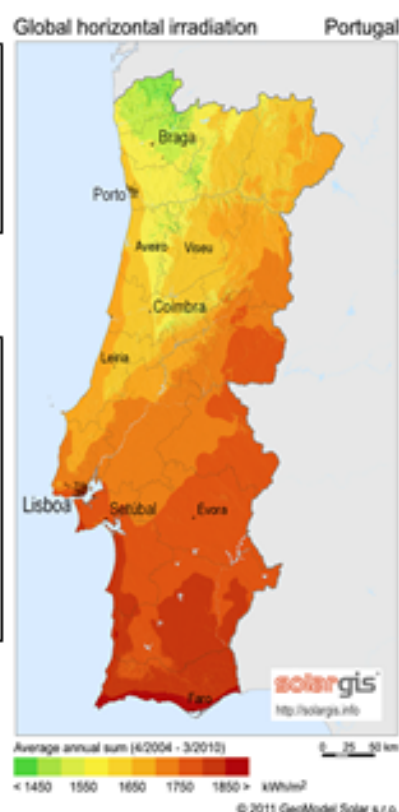 Global horizontal irradiation Portugal
Braga
Porto
Aveiro Viseu
Coimbra
Leiria
Lisboa
Setúbal
Evora
Faro
solargis
http://solargis.info
Average annual sum (4/2004 - 3/2010) 0 25 50 km
< 1450 1550 1650 1750 1850 > kWh/m²
© 2011 GeoModel Solar s.r.o.